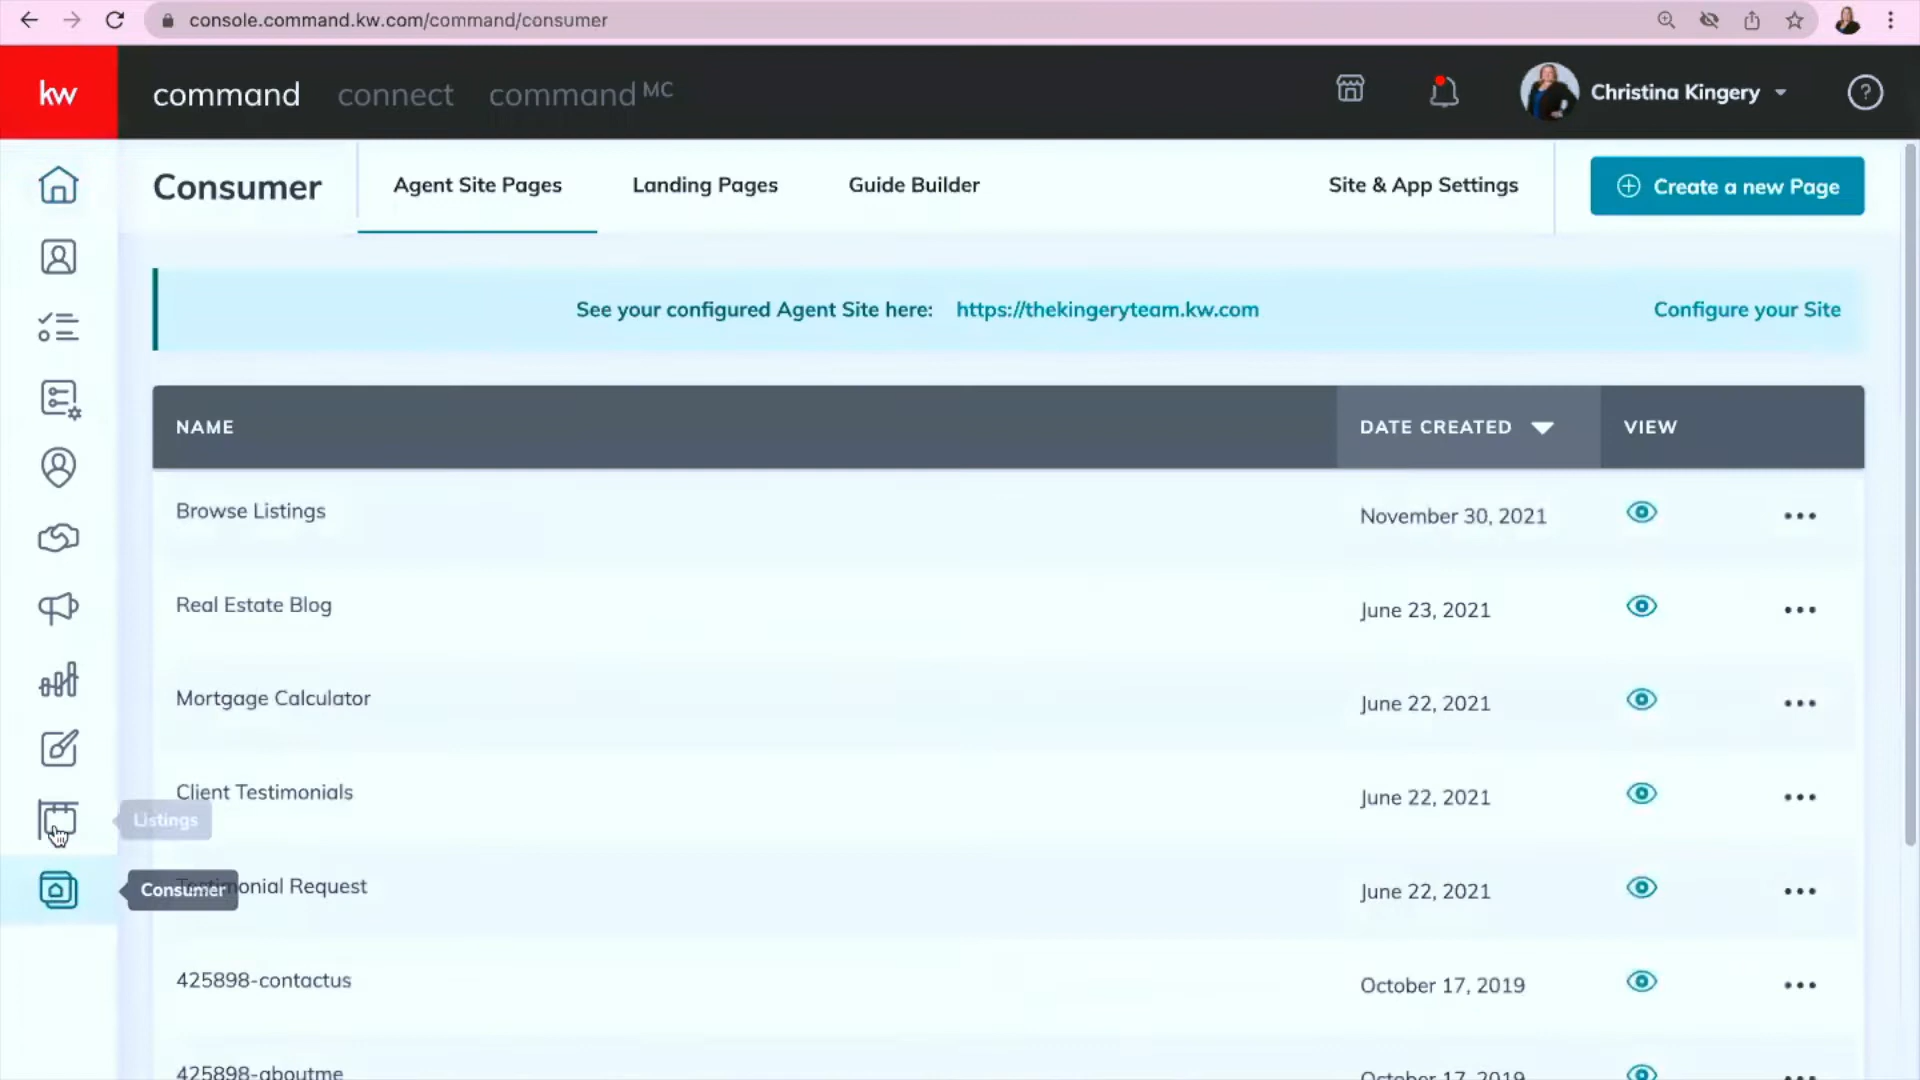 console.command.kw.com/command/consumer
kw
command
connect
command MC
Christina Kingery
?
Consumer
Agent Site Pages
Landing Pages
Guide Builder
Site & App Settings
Create a new Page
See your configured Agent Site here: https://thekingeryteam.kw.com
Configure your Site
NAME
DATE CREATED
VIEW
Browse Listings
November 30, 2021
Real Estate Blog
June 23, 2021
Mortgage Calculator
June 22, 2021
Client Testimonials
June 22, 2021
Listings
Consumer
Testimonial Request
June 22, 2021
425898-contactus
October 17, 2019
425898-aboutme
October 17, 2019